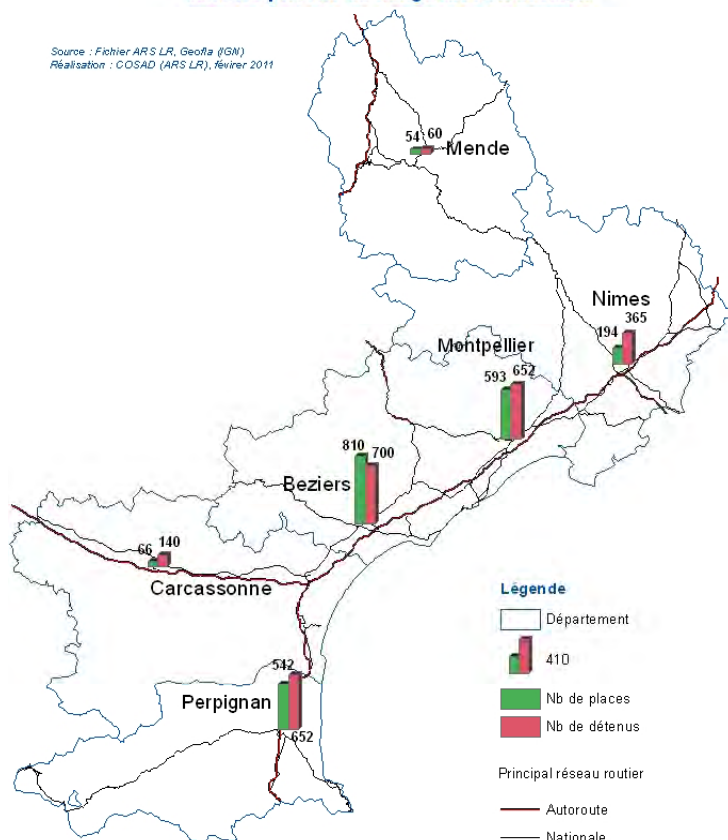 Source : Fichier ARS LR, Geofla (IGN)
Réalisation : COSAD (ARS LR), févirer 2011
54 60
Mende
Nimes
365
194
Montpellier
593 652
810
700
Beziers
66 140
Carcassonne
542
Perpignan
652
Légende
Département
410
Nb de places
Nb de détenus
Principal réseau routier
Autoroute
Nationale